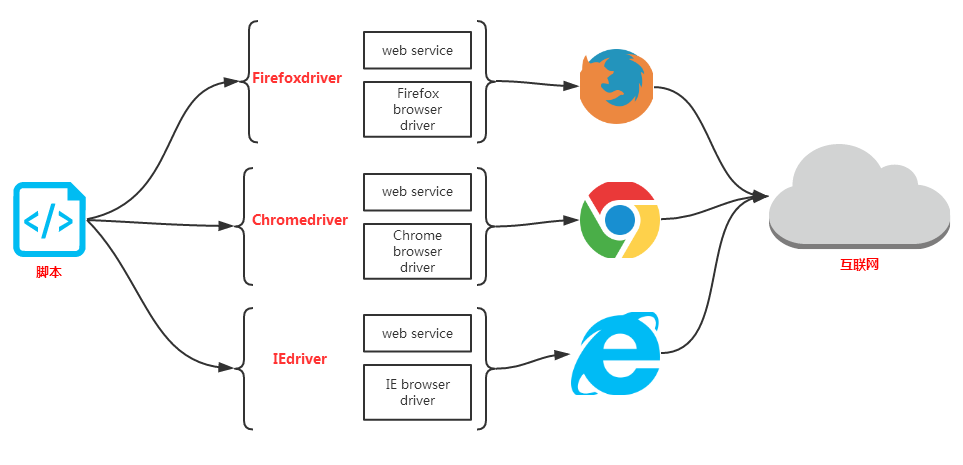 web service
Firefoxdriver
Firefox
browser
driver
web service
Chromedriver
Chrome
browser
driver
脚本
互联网
web service
IEdriver
IE browser
driver